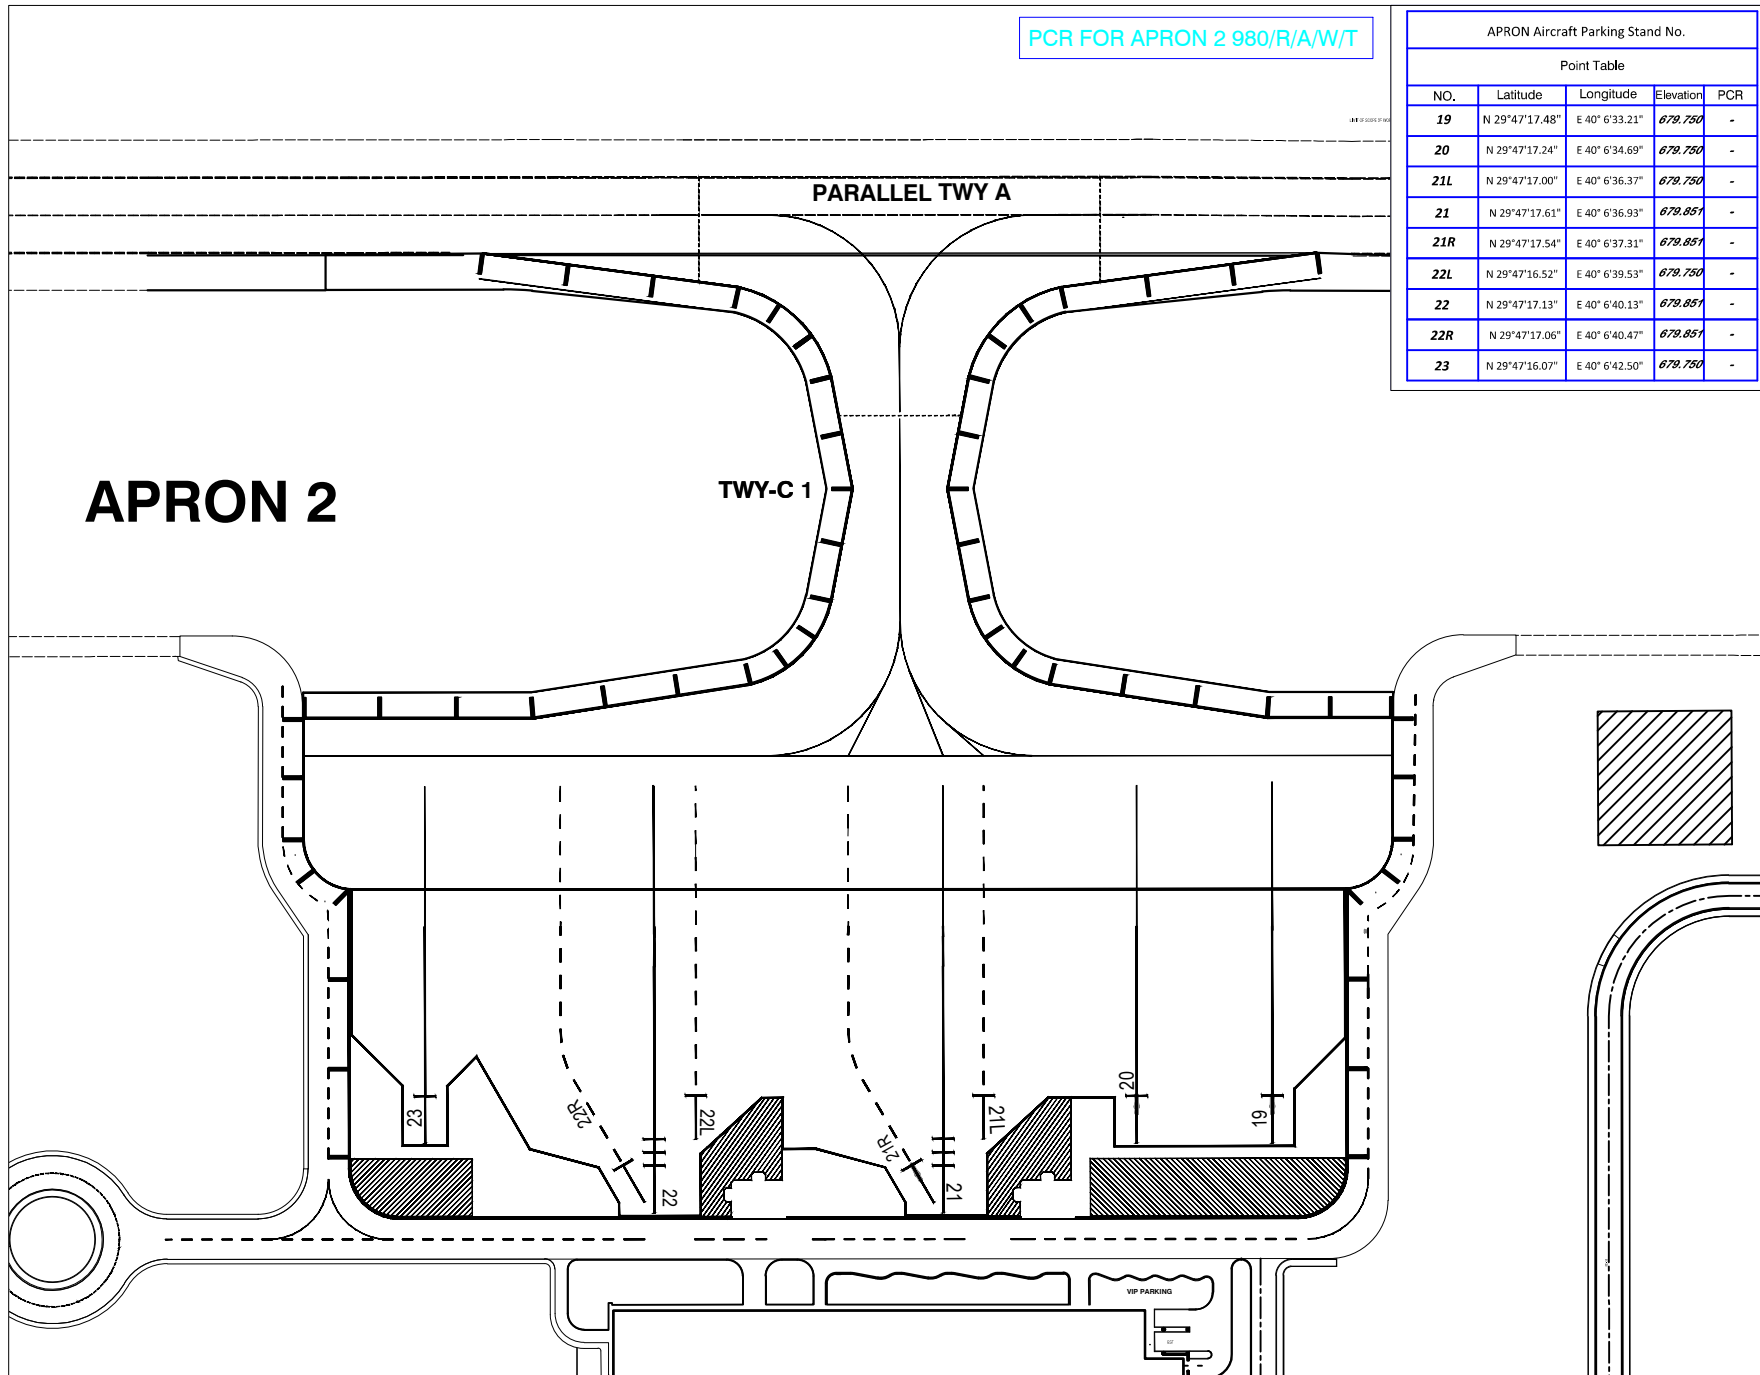 PCR FOR APRON 2 980/R/A/W/T
APRON Aircraft Parking Stand No.
Point Table
NO. Latitude Longitude Elevation PCR
19 N 29°47'17.48" E 40° 6'33.21" 679.750 -
20 N 29°47'17.24" E 40° 6'34.69" 679.750 -
21L N 29°47'17.00" E 40° 6'36.37" 679.750 -
21 N 29°47'17.61" E 40° 6'36.93" 679.851 -
21R N 29°47'17.54" E 40° 6'37.31" 679.851 -
22L N 29°47'16.52" E 40° 6'39.53" 679.750 -
22 N 29°47'17.13" E 40° 6'40.13" 679.851 -
22R N 29°47'17.06" E 40° 6'40.47" 679.851 -
23 N 29°47'16.07" E 40° 6'42.50" 679.750 -
PARALLEL TWY A
TWY-C 1
APRON 2
23
22R
22L
22
21R
21L
21
20
19
VIP PARKING